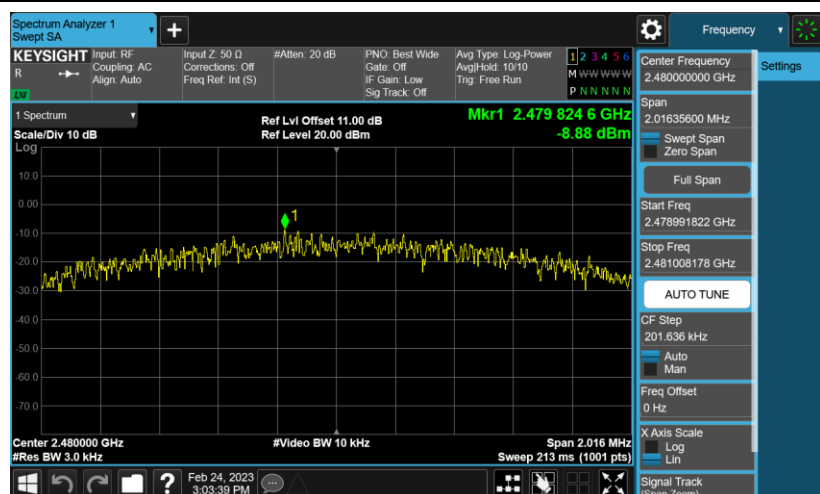 Spectrum Analyzer 1
Swept SA
+
Frequency
KEYSIGHT
R
LXI
Input: RF
Coupling: AC
Align: Auto
Input Z: 50 Ω
Corrections: Off
Freq Ref: Int (S)
#Atten: 20 dB
PNO: Best Wide
Gate: Off
IF Gain: Low
Sig Track: Off
Avg Type: Log-Power
Avg|Hold: 10/10
Trig: Free Run
1 2 3 4 5 6
M W W W W W
P N N N N N
1 Spectrum
Scale/Div 10 dB
Log
Ref Lvl Offset 11.00 dB
Ref Level 20.00 dBm
Mkr1 2.479 824 6 GHz
-8.88 dBm
10.0
0.00
-10.0
-20.0
-30.0
-40.0
-50.0
-60.0
-70.0
1
Center 2.480000 GHz
#Res BW 3.0 kHz
#Video BW 10 kHz
Span 2.016 MHz
Sweep 213 ms (1001 pts)
Center Frequency
2.480000000 GHz
Span
2.01635600 MHz
Swept Span
Zero Span
Full Span
Start Freq
2.478991822 GHz
Stop Freq
2.481008178 GHz
AUTO TUNE
CF Step
201.636 kHz
Auto
Man
Freq Offset
0 Hz
X Axis Scale
Log
Lin
Signal Track
(Span Zoom)
Settings
?
Feb 24, 2023
3:03:39 PM